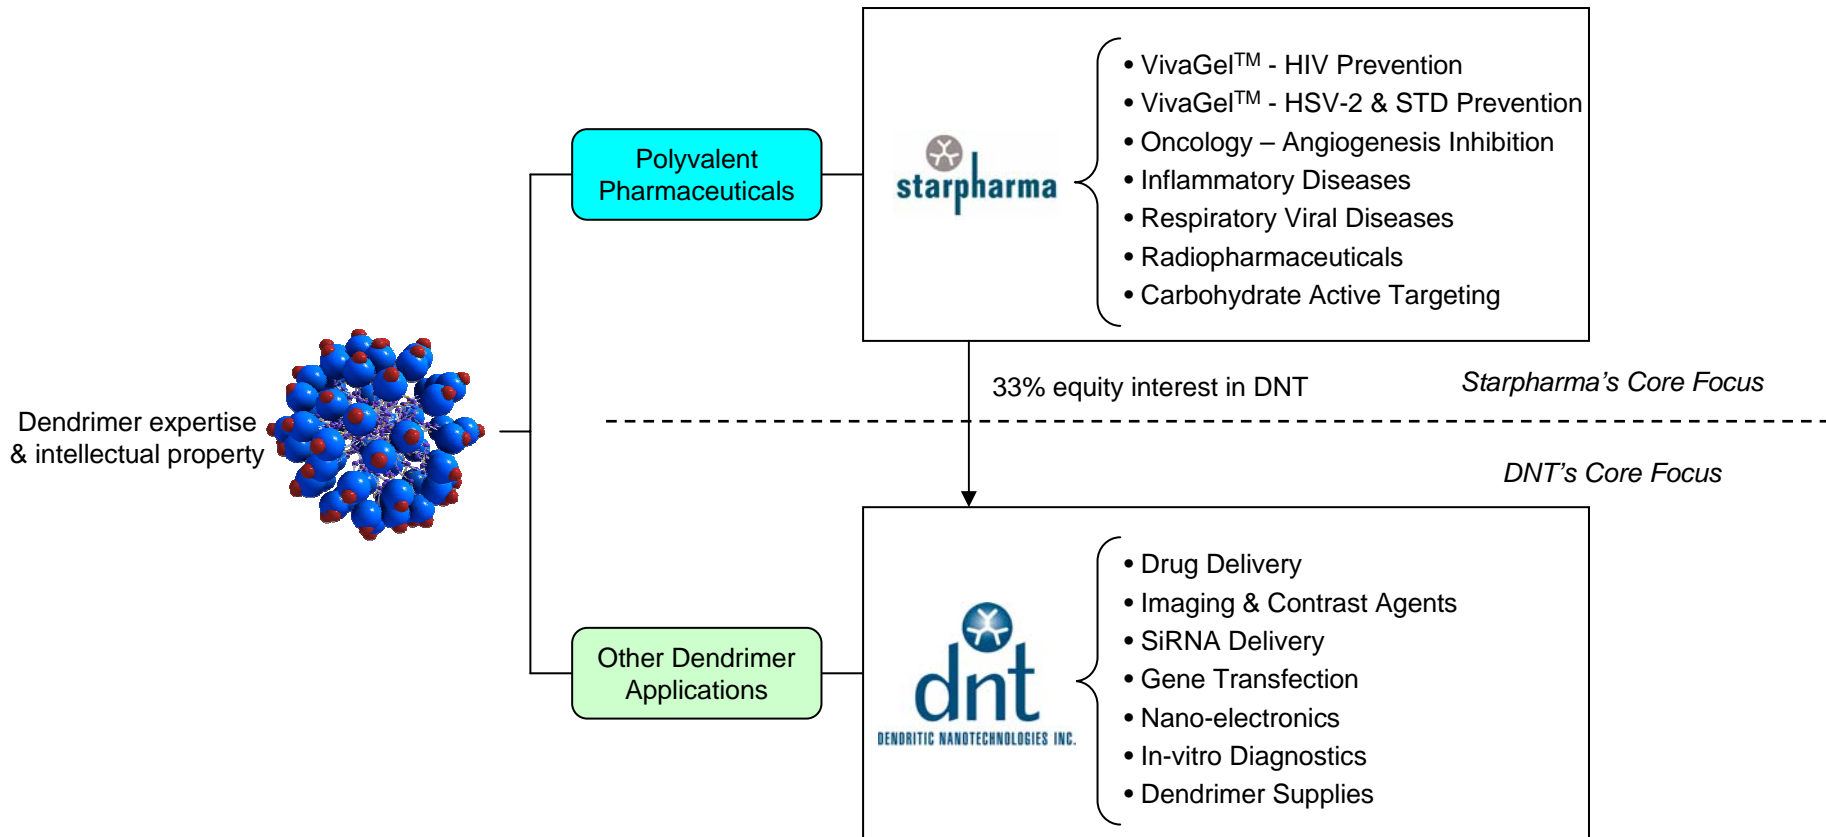 Dendrimer expertise
& intellectual property
Polyvalent
Pharmaceuticals
starpharma
• VivaGel™ - HIV Prevention
• VivaGel™ - HSV-2 & STD Prevention
• Oncology – Angiogenesis Inhibition
• Inflammatory Diseases
• Respiratory Viral Diseases
• Radiopharmaceuticals
• Carbohydrate Active Targeting
33% equity interest in DNT
Starpharma's Core Focus
DNT's Core Focus
Other Dendrimer
Applications
dnt
DENDRITIC NANOTECHNOLOGIES INC.
• Drug Delivery
• Imaging & Contrast Agents
• SiRNA Delivery
• Gene Transfection
• Nano-electronics
• In-vitro Diagnostics
• Dendrimer Supplies